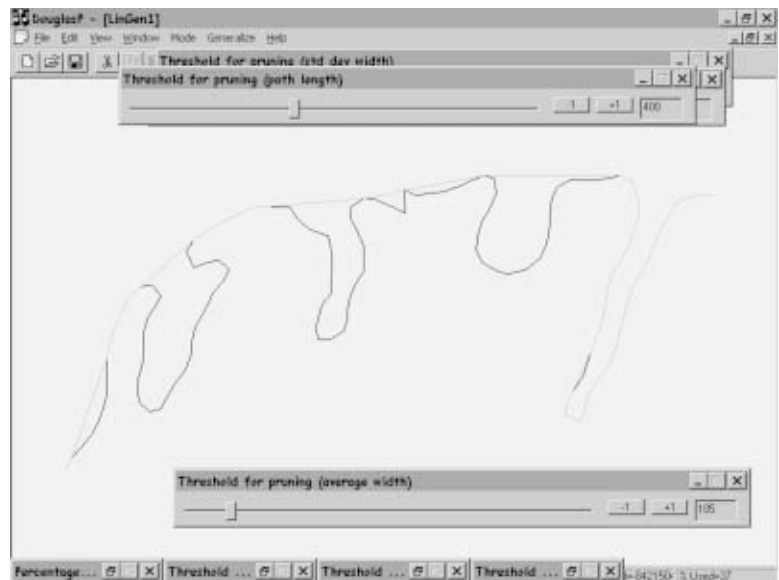 DouglasP - [LinGen1]
File Edit View Window Mode Generalize Help
Threshold for pruning (std dev width)
Threshold for pruning (path length)
-1 +1 400
Threshold for pruning (average width)
-1 +1 105
Percentage... Threshold ... Threshold ... Threshold ...